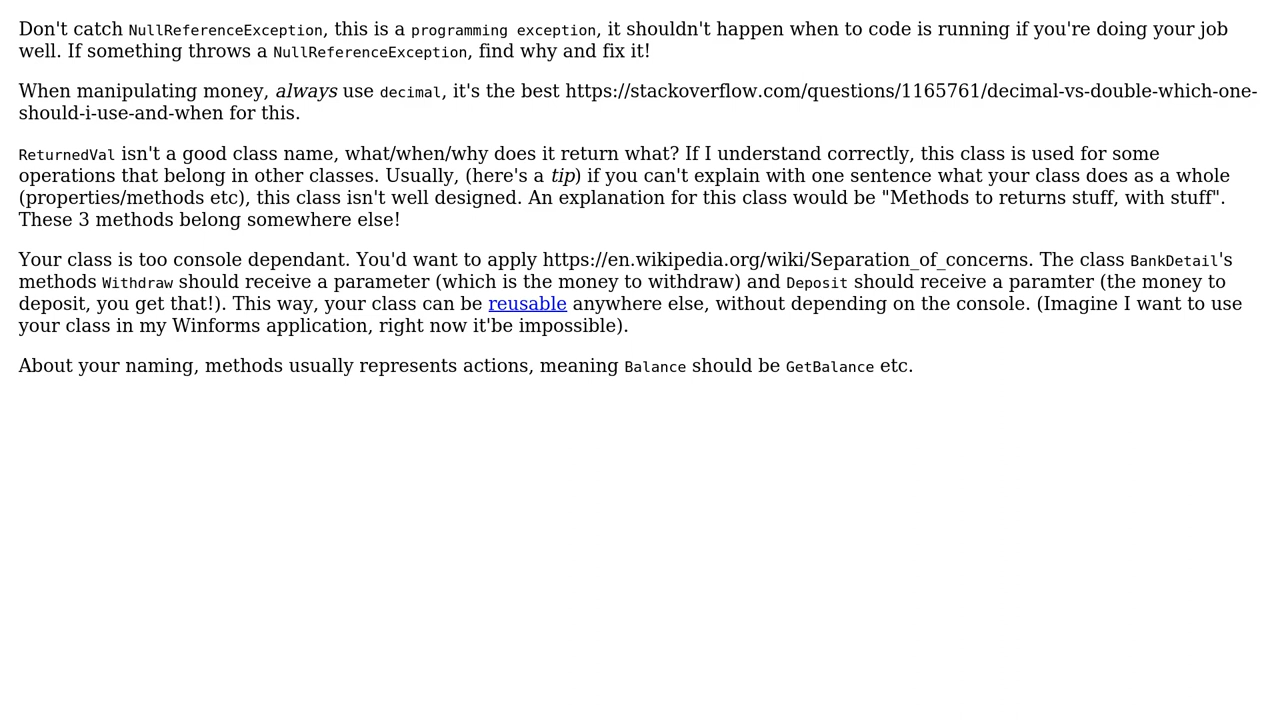 Don't catch NullReferenceException, this is a programming exception, it shouldn't happen when to code is running if you're doing your job
well. If something throws a NullReferenceException, find why and fix it!
When manipulating money, always use decimal, it's the best https://stackoverflow.com/questions/1165761/decimal-vs-double-which-one-
should-i-use-and-when for this.
ReturnedVal isn't a good class name, what/when/why does it return what? If I understand correctly, this class is used for some
operations that belong in other classes. Usually, (here's a tip) if you can't explain with one sentence what your class does as a whole
(properties/methods etc), this class isn't well designed. An explanation for this class would be "Methods to returns stuff, with stuff".
These 3 methods belong somewhere else!
Your class is too console dependant. You'd want to apply https://en.wikipedia.org/wiki/Separation_of_concerns. The class BankDetail's
methods Withdraw should receive a parameter (which is the money to withdraw) and Deposit should receive a paramter (the money to
deposit, you get that!). This way, your class can be reusable anywhere else, without depending on the console. (Imagine I want to use
your class in my Winforms application, right now it'be impossible).
About your naming, methods usually represents actions, meaning Balance should be GetBalance etc.